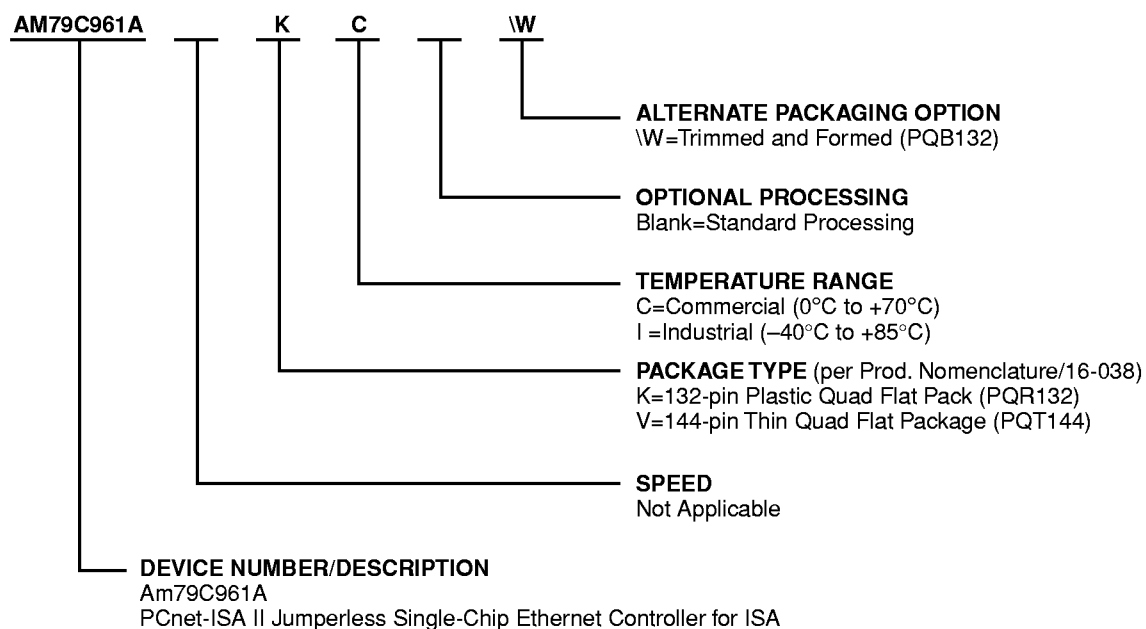 AM79C961A K C \W
ALTERNATE PACKAGING OPTION
\W=Trimmed and Formed (PQB132)
OPTIONAL PROCESSING
Blank=Standard Processing
TEMPERATURE RANGE
C=Commercial (0°C to +70°C)
I =Industrial (–40°C to +85°C)
PACKAGE TYPE (per Prod. Nomenclature/16-038)
K=132-pin Plastic Quad Flat Pack (PQR132)
V=144-pin Thin Quad Flat Package (PQT144)
SPEED
Not Applicable
DEVICE NUMBER/DESCRIPTION
Am79C961A
PCnet-ISA II Jumperless Single-Chip Ethernet Controller for ISA